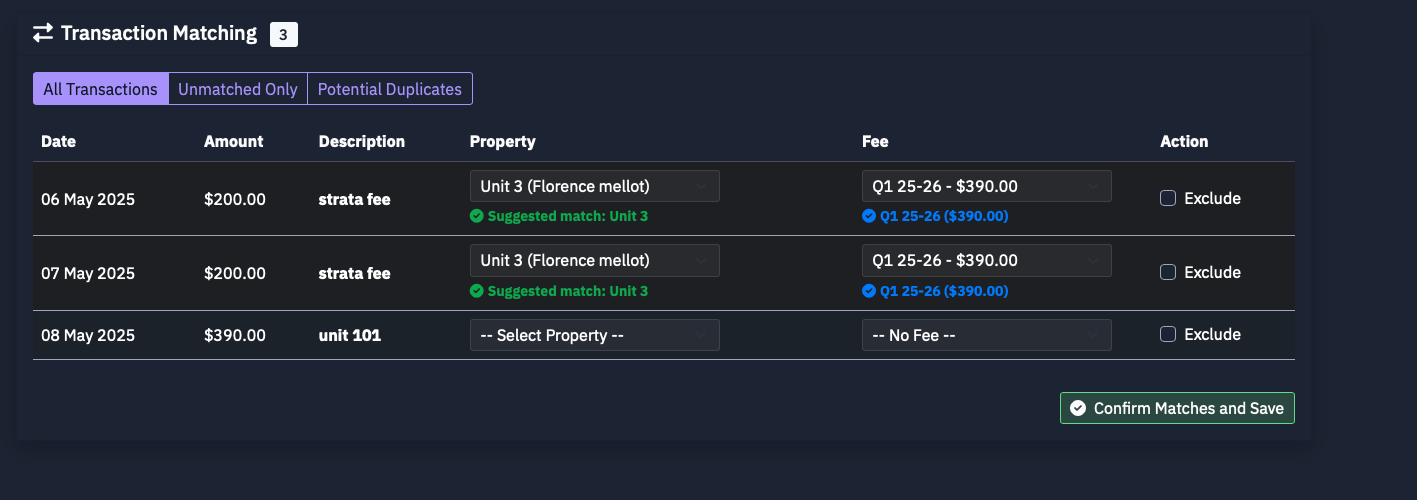 Transaction Matching 3
All Transactions Unmatched Only Potential Duplicates
Date Amount Description Property Fee Action
06 May 2025 $200.00 strata fee Unit 3 (Florence mellot) Q1 25-26 - $390.00 Exclude
Suggested match: Unit 3 Q1 25-26 ($390.00)
07 May 2025 $200.00 strata fee Unit 3 (Florence mellot) Q1 25-26 - $390.00 Exclude
Suggested match: Unit 3 Q1 25-26 ($390.00)
08 May 2025 $390.00 unit 101 -- Select Property -- -- No Fee -- Exclude
Confirm Matches and Save